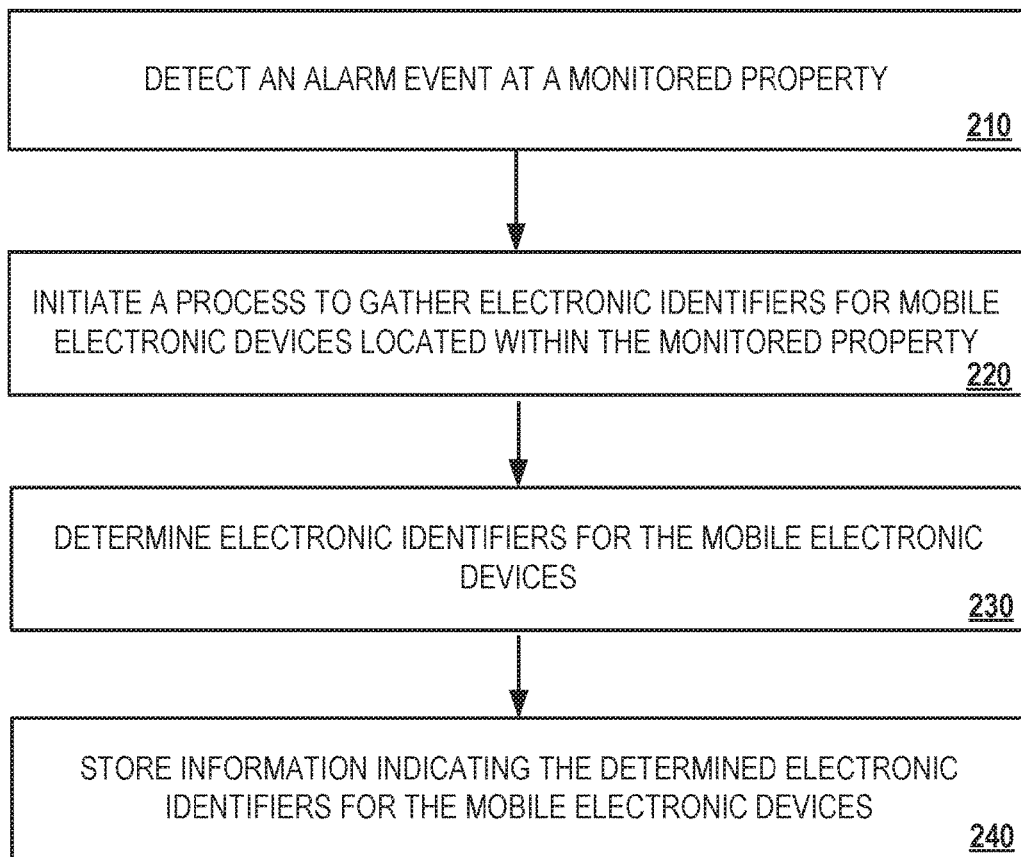 DETECT AN ALARM EVENT AT A MONITORED PROPERTY
210
INITIATE A PROCESS TO GATHER ELECTRONIC IDENTIFIERS FOR MOBILE
ELECTRONIC DEVICES LOCATED WITHIN THE MONITORED PROPERTY
220
DETERMINE ELECTRONIC IDENTIFIERS FOR THE MOBILE ELECTRONIC
DEVICES
230
STORE INFORMATION INDICATING THE DETERMINED ELECTRONIC
IDENTIFIERS FOR THE MOBILE ELECTRONIC DEVICES
240